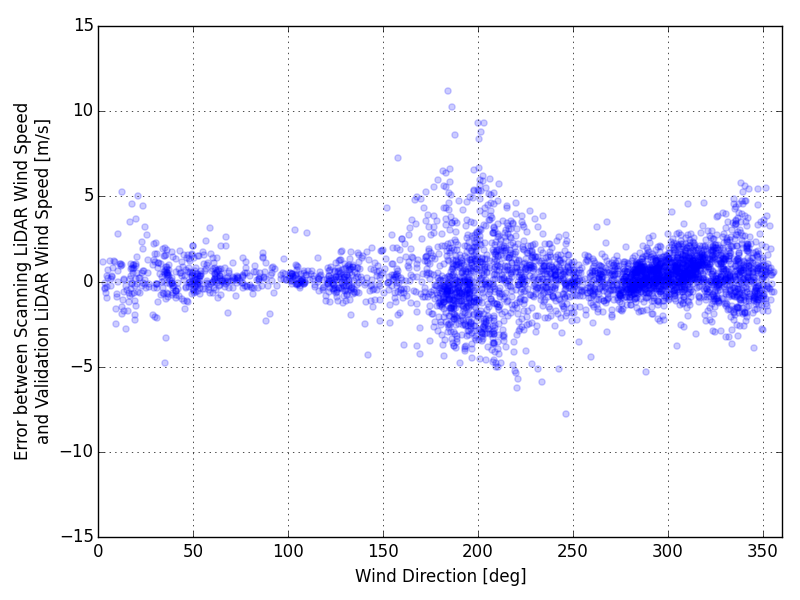 Error between Scanning LiDAR Wind Speed
and Validation LiDAR Wind Speed [m/s]
15
10
5
0
−5
−10
−15
0 50 100 150 200 250 300 350
Wind Direction [deg]